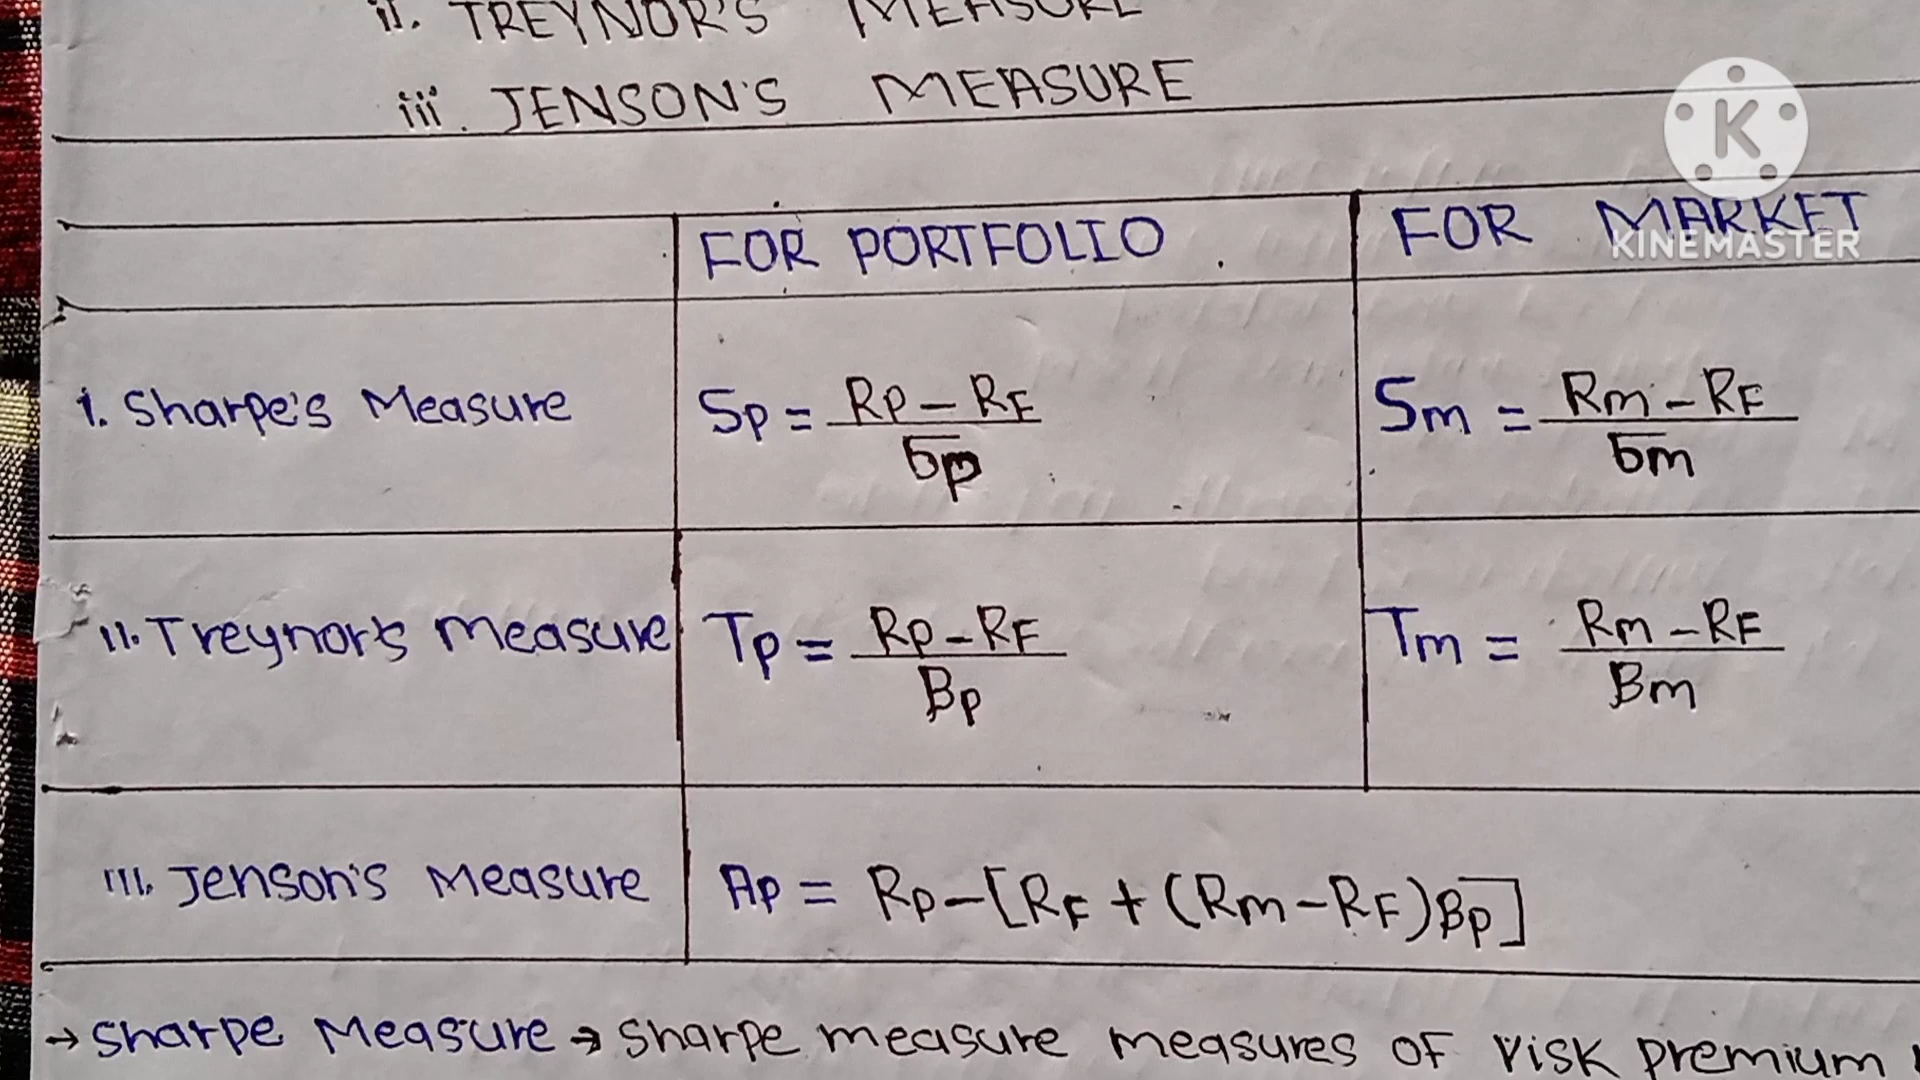 ii. TREYNOR'S MEASURE
iii. JENSON'S MEASURE
K
KINEMASTER
FOR PORTFOLIO FOR MARKET
i. Sharpe's Measure Sp = Rp - RF / σp Sm = Rm - RF / σm
ii. Treynor's measure Tp = Rp - RF / βp Tm = Rm - RF / βm
iii. Jenson's Measure Ap = Rp - [RF + (Rm - RF) βp]
→ Sharpe Measure → Sharpe measure measures OF risk premium